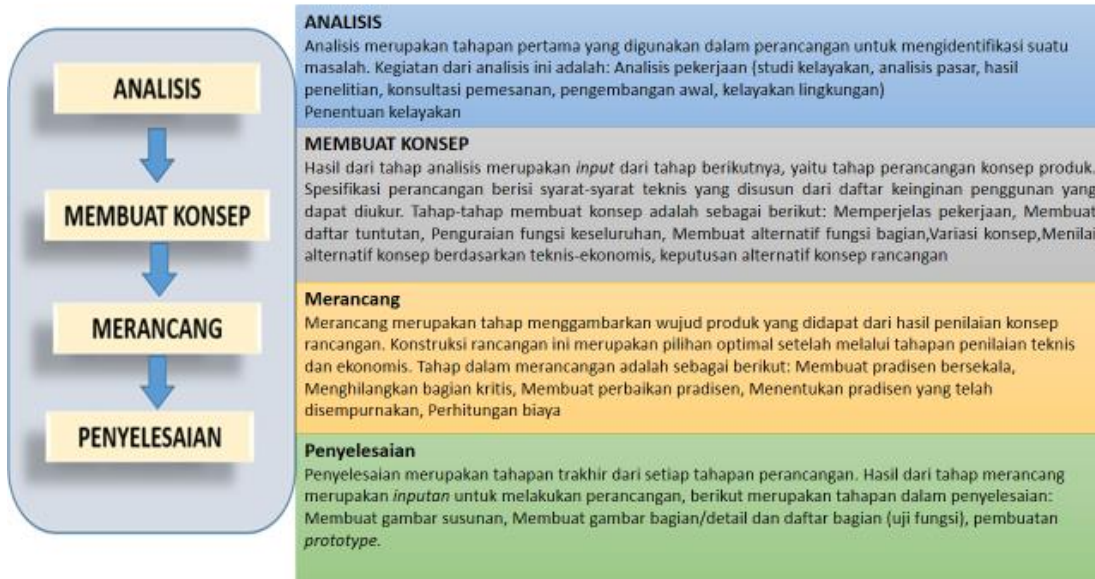 ANALISIS
MEMBUAT KONSEP
MERANCANG
PENYELESAIAN
ANALISIS
Analisis merupakan tahapan pertama yang digunakan dalam perancangan untuk mengidentifikasi suatu
masalah. Kegiatan dari analisis ini adalah: Analisis pekerjaan (studi kelayakan, analisis pasar, hasil
penelitian, konsultasi pemesanan, pengembangan awal, kelayakan lingkungan)
Penentuan kelayakan
MEMBUAT KONSEP
Hasil dari tahap analisis merupakan input dari tahap berikutnya, yaitu tahap perancangan konsep produk.
Spesifikasi perancangan berisi syarat-syarat teknis yang disusun dari daftar keinginan penggunan yang
dapat diukur. Tahap-tahap membuat konsep adalah sebagai berikut: Memperjelas pekerjaan, Membuat
daftar tuntutan, Penguraian fungsi keseluruhan, Membuat alternatif fungsi bagian,Variasi konsep,Menilai
alternatif konsep berdasarkan teknis-ekonomis, keputusan alternatif konsep rancangan
Merancang
Merancang merupakan tahap menggambarkan wujud produk yang didapat dari hasil penilaian konsep
rancangan. Konstruksi rancangan ini merupakan pilihan optimal setelah melalui tahapan penilaian teknis
dan ekonomis. Tahap dalam merancangan adalah sebagai berikut: Membuat pradisen bersekala,
Menghilangkan bagian kritis, Membuat perbaikan pradisen, Menentukan pradisen yang telah
disempurnakan, Perhitungan biaya
Penyelesaian
Penyelesaian merupakan tahapan trakhir dari setiap tahapan perancangan. Hasil dari tahap merancang
merupakan inputan untuk melakukan perancangan, berikut merupakan tahapan dalam penyelesaian:
Membuat gambar susunan, Membuat gambar bagian/detail dan daftar bagian (uji fungsi), pembuatan
prototype.